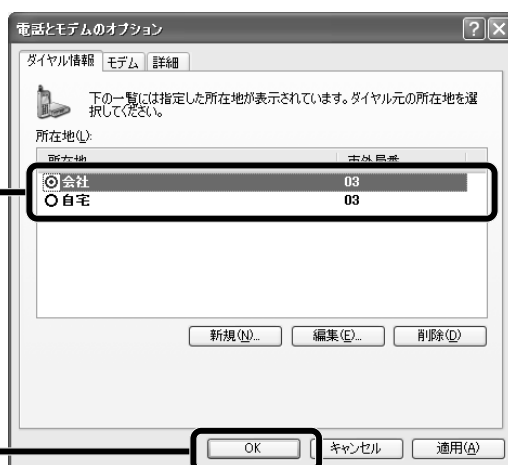 電話とモデムのオプション
ダイヤル情報 モデム 詳細
下の一覧には指定した所在地が表示されています。ダイヤル元の所在地を選
択してください。
所在地(L):
所在地 市外局番
会社 03
自宅 03
新規(N)... 編集(E)... 削除(D)
OK キャンセル 適用(A)